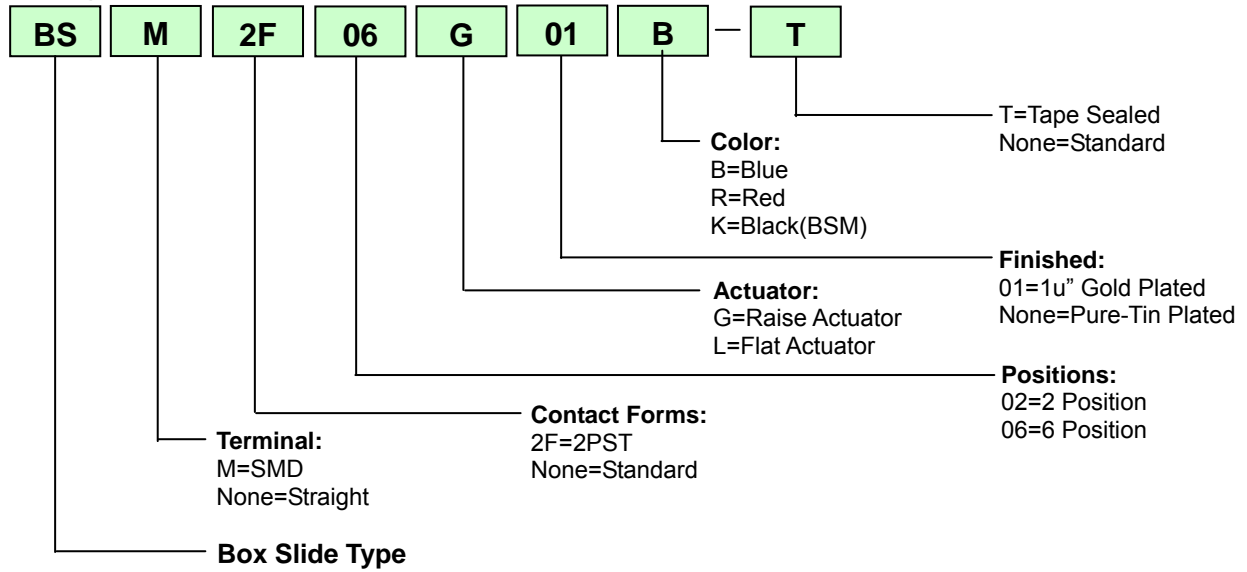 BS M 2F 06 G 01 B – T
T=Tape Sealed
None=Standard
Color:
B=Blue
R=Red
K=Black(BSM)
Finished:
01=1u” Gold Plated
None=Pure-Tin Plated
Actuator:
G=Raise Actuator
L=Flat Actuator
Positions:
02=2 Position
06=6 Position
Contact Forms:
2F=2PST
None=Standard
Terminal:
M=SMD
None=Straight
Box Slide Type